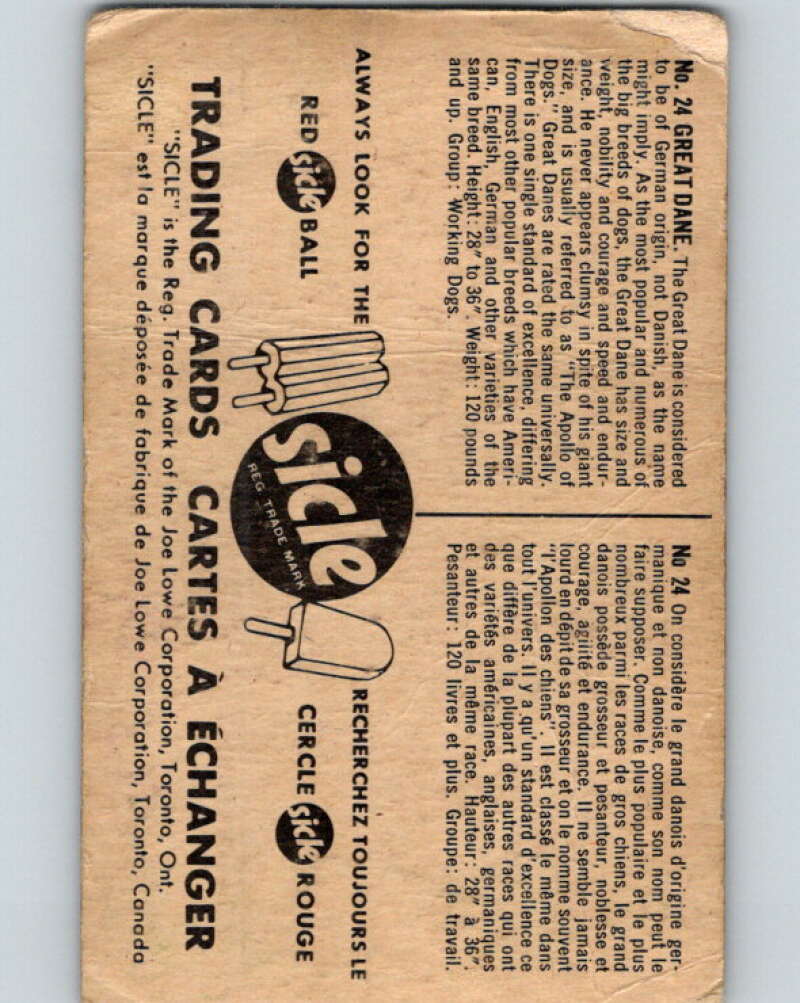 No. 24 GREAT DANE. The Great Dane is considered
to be of German origin, not Danish, as the name
might imply. As the most popular and numerous of
the big breeds of dogs, the Great Dane has size and
weight, nobility and courage and speed and endur-
ance. He never appears clumsy in spite of his giant
size, and is usually referred to as "The Apollo of
Dogs." Great Danes are rated the same universally.
There is one single standard of excellence, differing
from most other popular breeds which have Ameri-
can, English, German and other varieties of the
same breed. Height: 28" to 36". Weight: 120 pounds
and up. Group: Working Dogs.
No 24 On considère le grand danois d'origine ger-
manique et non danoise, comme son nom peut le
faire supposer. Comme le plus populaire et le plus
nombreux parmi les races de gros chiens, le grand
danois possède grosseur et pesanteur, noblesse et
courage, agilité et endurance. Il ne semble jamais
lourd en dépit de sa grosseur et on le nomme souvent
"l'Apollon des chiens". Il est classé le même dans
tout l'univers. Il y a qu'un standard d'excellence ce
que diffère de la plupart des autres races qui ont
des variétés américaines, anglaises, germaniques
et autres de la même race. Hauteur: 28" à 36".
Pesanteur: 120 livres et plus. Groupe: de travail.
ALWAYS LOOK FOR THE
RED sicle BALL
sicle
REG. TRADE MARK
RECHERCHEZ TOUJOURS LE
CERCLE sicle ROUGE
TRADING CARDS CARTES À ÉCHANGER
"SICLE" is the Reg. Trade Mark of the Joe Lowe Corporation, Toronto, Ont.
"SICLE" est la marque déposée de fabrique de Joe Lowe Corporation, Toronto, Canada